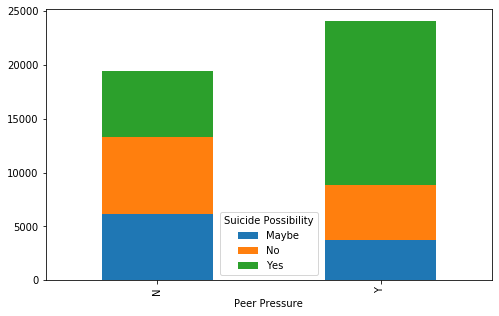 25000
20000
15000
10000
5000
0
Suicide Possibility
Maybe
No
Yes
N
Y
Peer Pressure